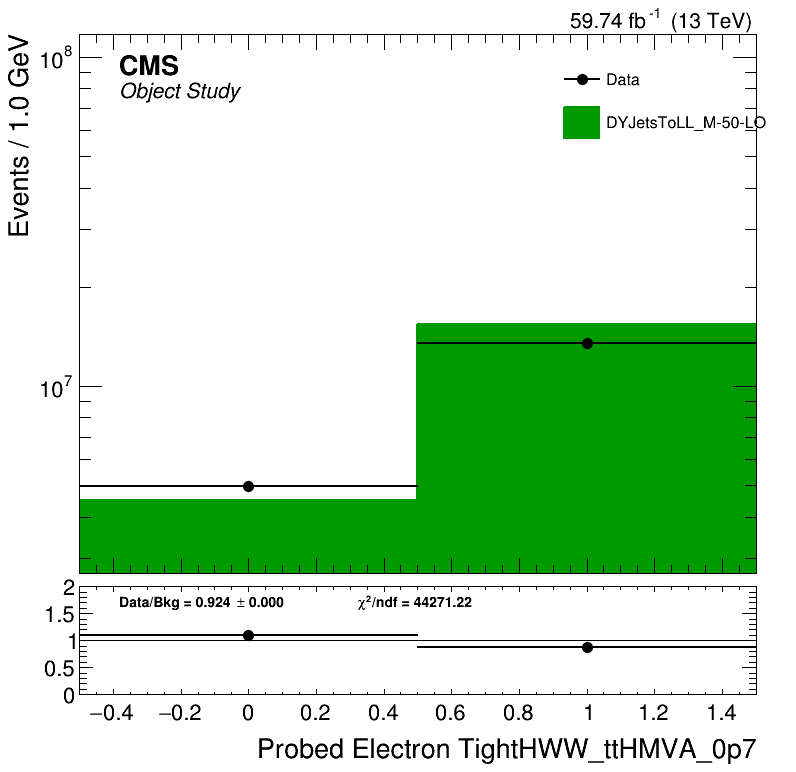 59.74 fb⁻¹ (13 TeV)
Events / 1.0 GeV
10⁸
10⁷
CMS
Object Study
Data
DYJetsToLL_M-50-LO
2
1.5
1
0.5
0
Data/Bkg = 0.924 ± 0.000
χ²/ndf = 44271.22
−0.4 −0.2 0 0.2 0.4 0.6 0.8 1 1.2 1.4
Probed Electron TightHWW_ttHMVA_0p7